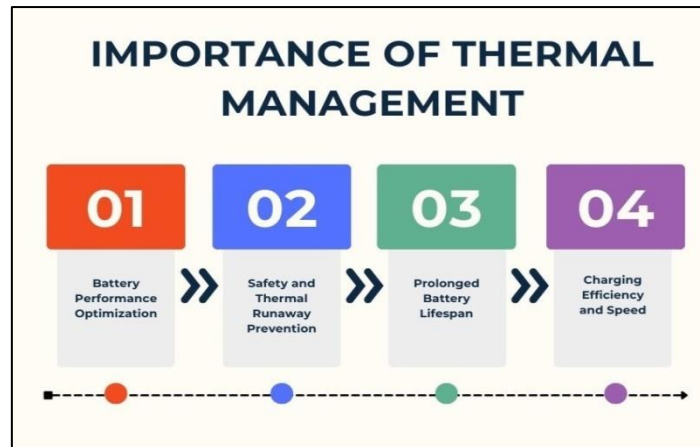 IMPORTANCE OF THERMAL
MANAGEMENT
01
Battery
Performance
Optimization
02
Safety and
Thermal
Runaway
Prevention
03
Prolonged
Battery
Lifespan
04
Charging
Efficiency
and Speed